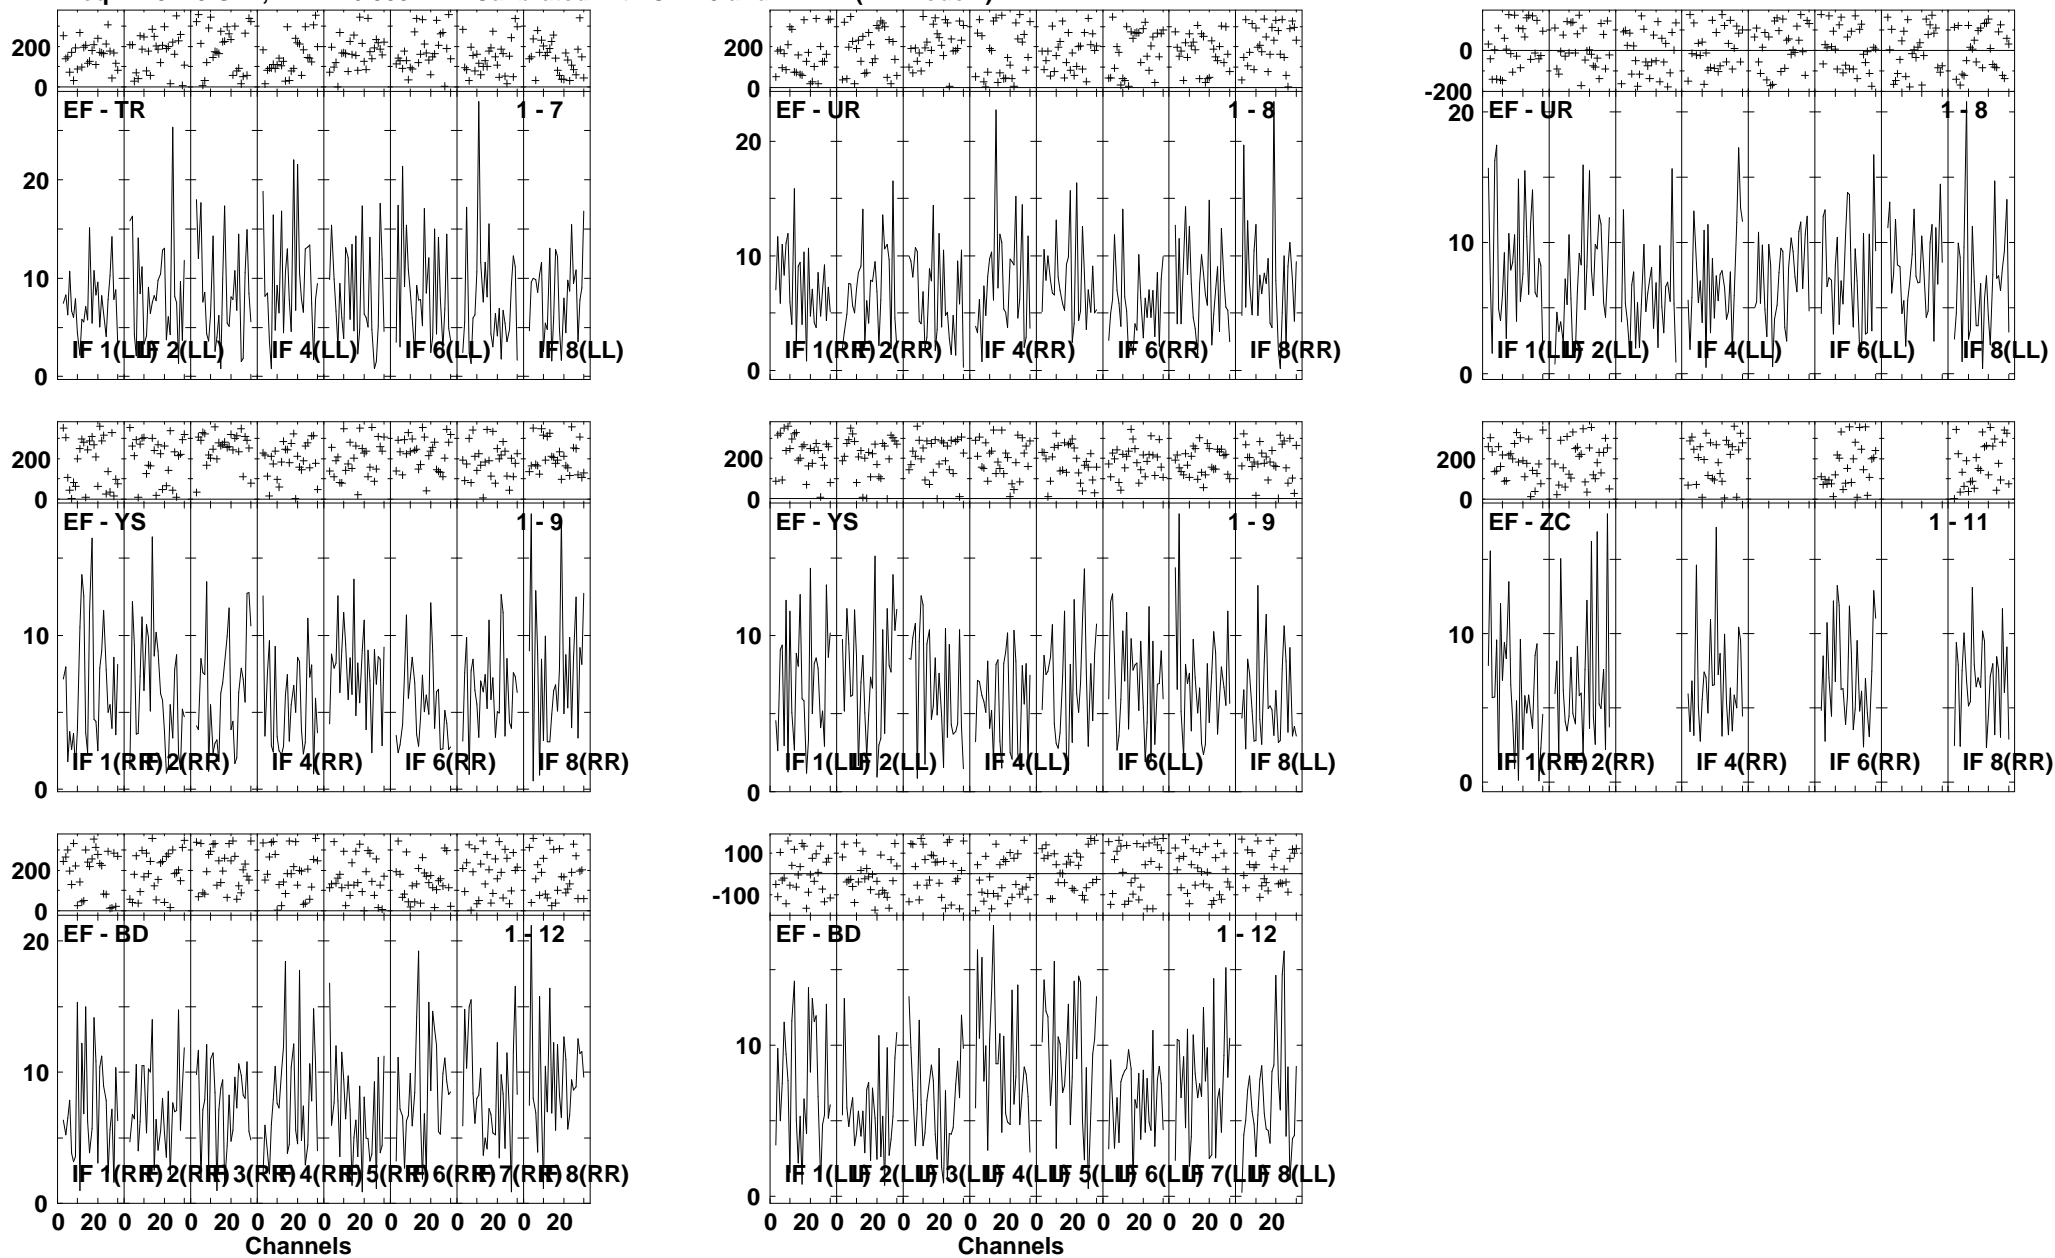 200
0
EF - TR 1 - 7
20
10
0
IF 1(LL) IF 2(LL) IF 4(LL) IF 6(LL) IF 8(LL)
200
0
EF - UR 1 - 8
20
10
0
IF 1(RR) IF 2(RR) IF 4(RR) IF 6(RR) IF 8(RR)
0
-200
EF - UR 1 - 8
20
10
0
IF 1(LL) IF 2(LL) IF 4(LL) IF 6(LL) IF 8(LL)
200
0
EF - YS 1 - 9
10
0
IF 1(RR) IF 2(RR) IF 4(RR) IF 6(RR) IF 8(RR)
200
0
EF - YS 1 - 9
10
0
IF 1(LL) IF 2(LL) IF 4(LL) IF 6(LL) IF 8(LL)
200
0
EF - ZC 1 - 11
10
0
IF 1(RR) IF 2(RR) IF 4(RR) IF 6(RR) IF 8(RR)
200
0
EF - BD 1 - 12
20
10
0
IF 1(RR) IF 2(RR) IF 3(RR) IF 4(RR) IF 5(RR) IF 6(RR) IF 7(RR) IF 8(RR)
0 20 0 20 0 20 0 20 0 20 0 20 0 20 0 20
Channels
100
-100
EF - BD 1 - 12
10
0
IF 1(LL) IF 2(LL) IF 3(LL) IF 4(LL) IF 5(LL) IF 6(LL) IF 7(LL) IF 8(LL)
0 20 0 20 0 20 0 20 0 20 0 20 0 20 0 20
Channels